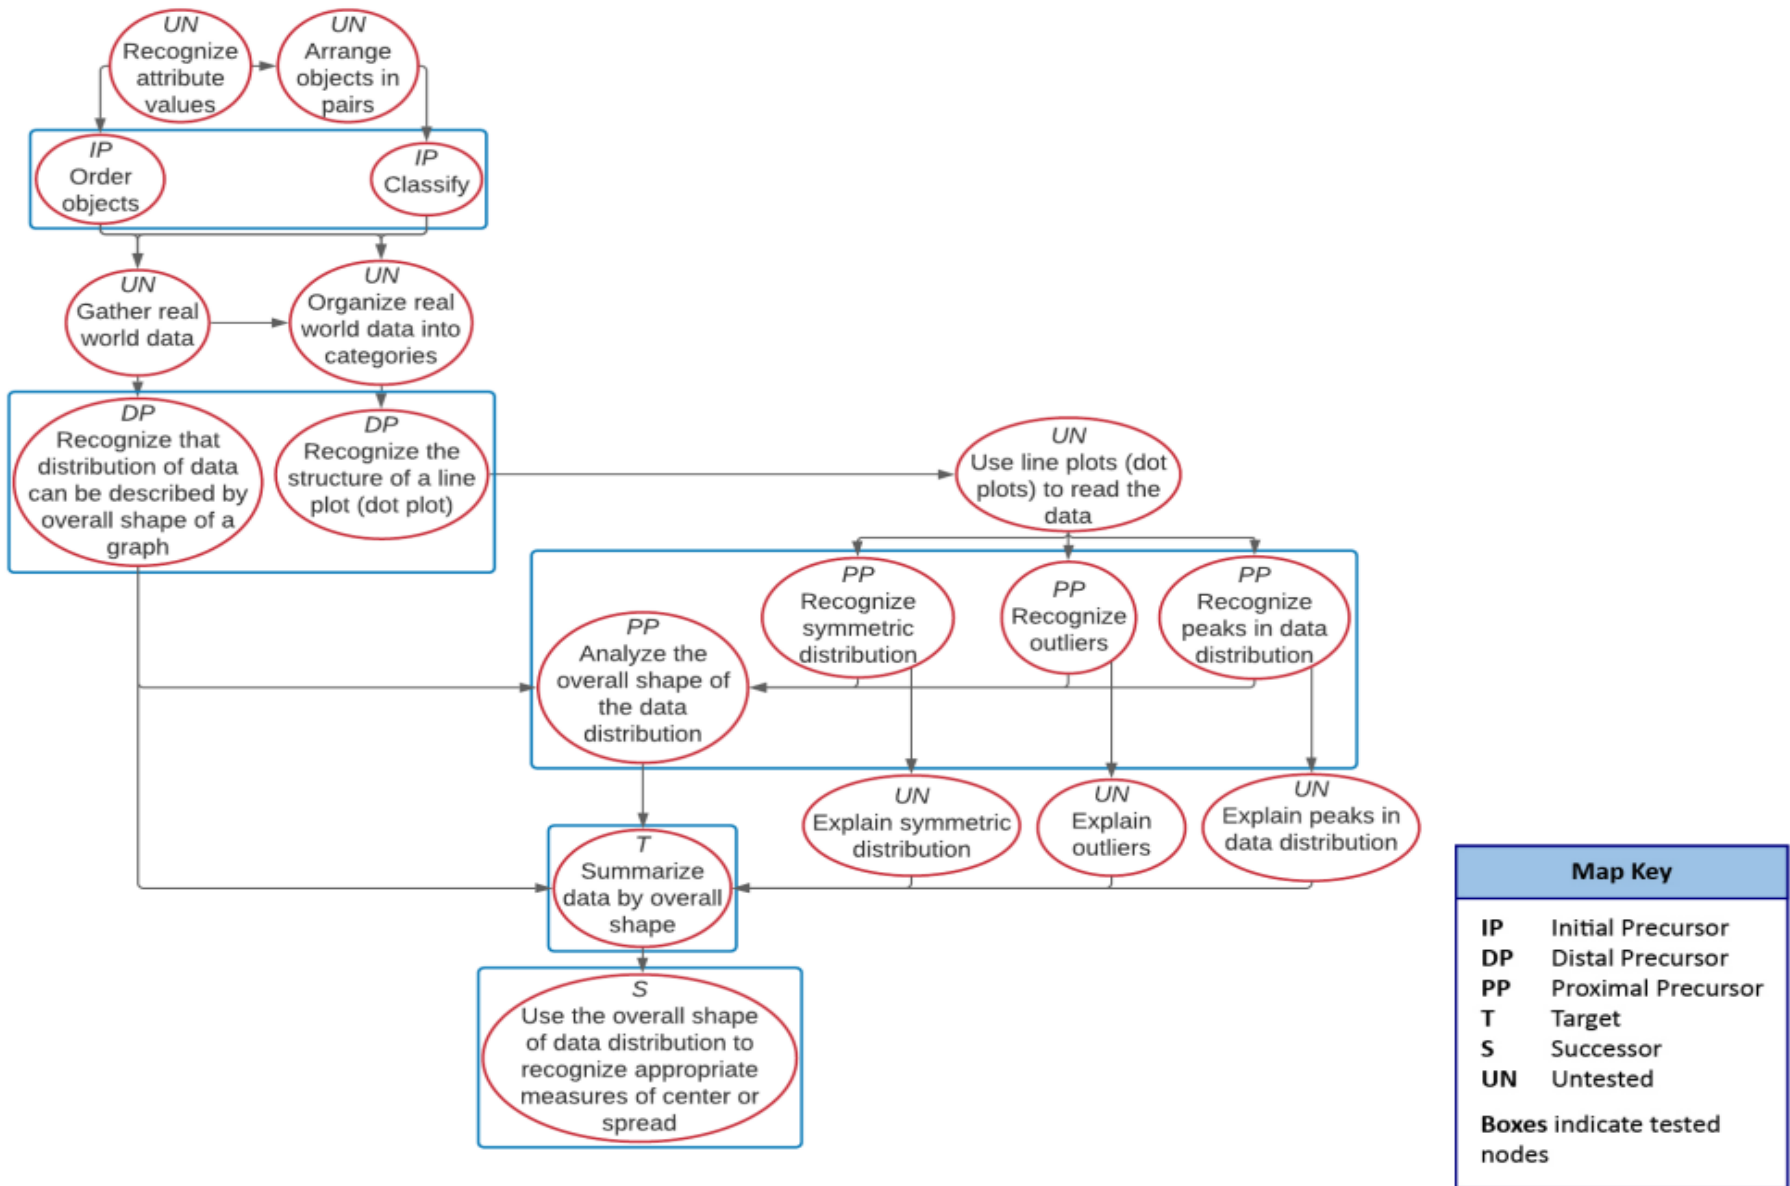 UN
Recognize
attribute
values
UN
Arrange
objects in
pairs
IP
Order
objects
IP
Classify
UN
Gather real
world data
UN
Organize real
world data into
categories
DP
Recognize that
distribution of data
can be described by
overall shape of a
graph
DP
Recognize the
structure of a line
plot (dot plot)
UN
Use line plots (dot
plots) to read the
data
PP
Analyze the
overall shape of
the data
distribution
PP
Recognize
symmetric
distribution
PP
Recognize
outliers
PP
Recognize
peaks in data
distribution
UN
Explain symmetric
distribution
UN
Explain
outliers
UN
Explain peaks in
data distribution
T
Summarize
data by overall
shape
S
Use the overall shape
of data distribution to
recognize appropriate
measures of center or
spread
Map Key
IP Initial Precursor
DP Distal Precursor
PP Proximal Precursor
T Target
S Successor
UN Untested
Boxes indicate tested
nodes